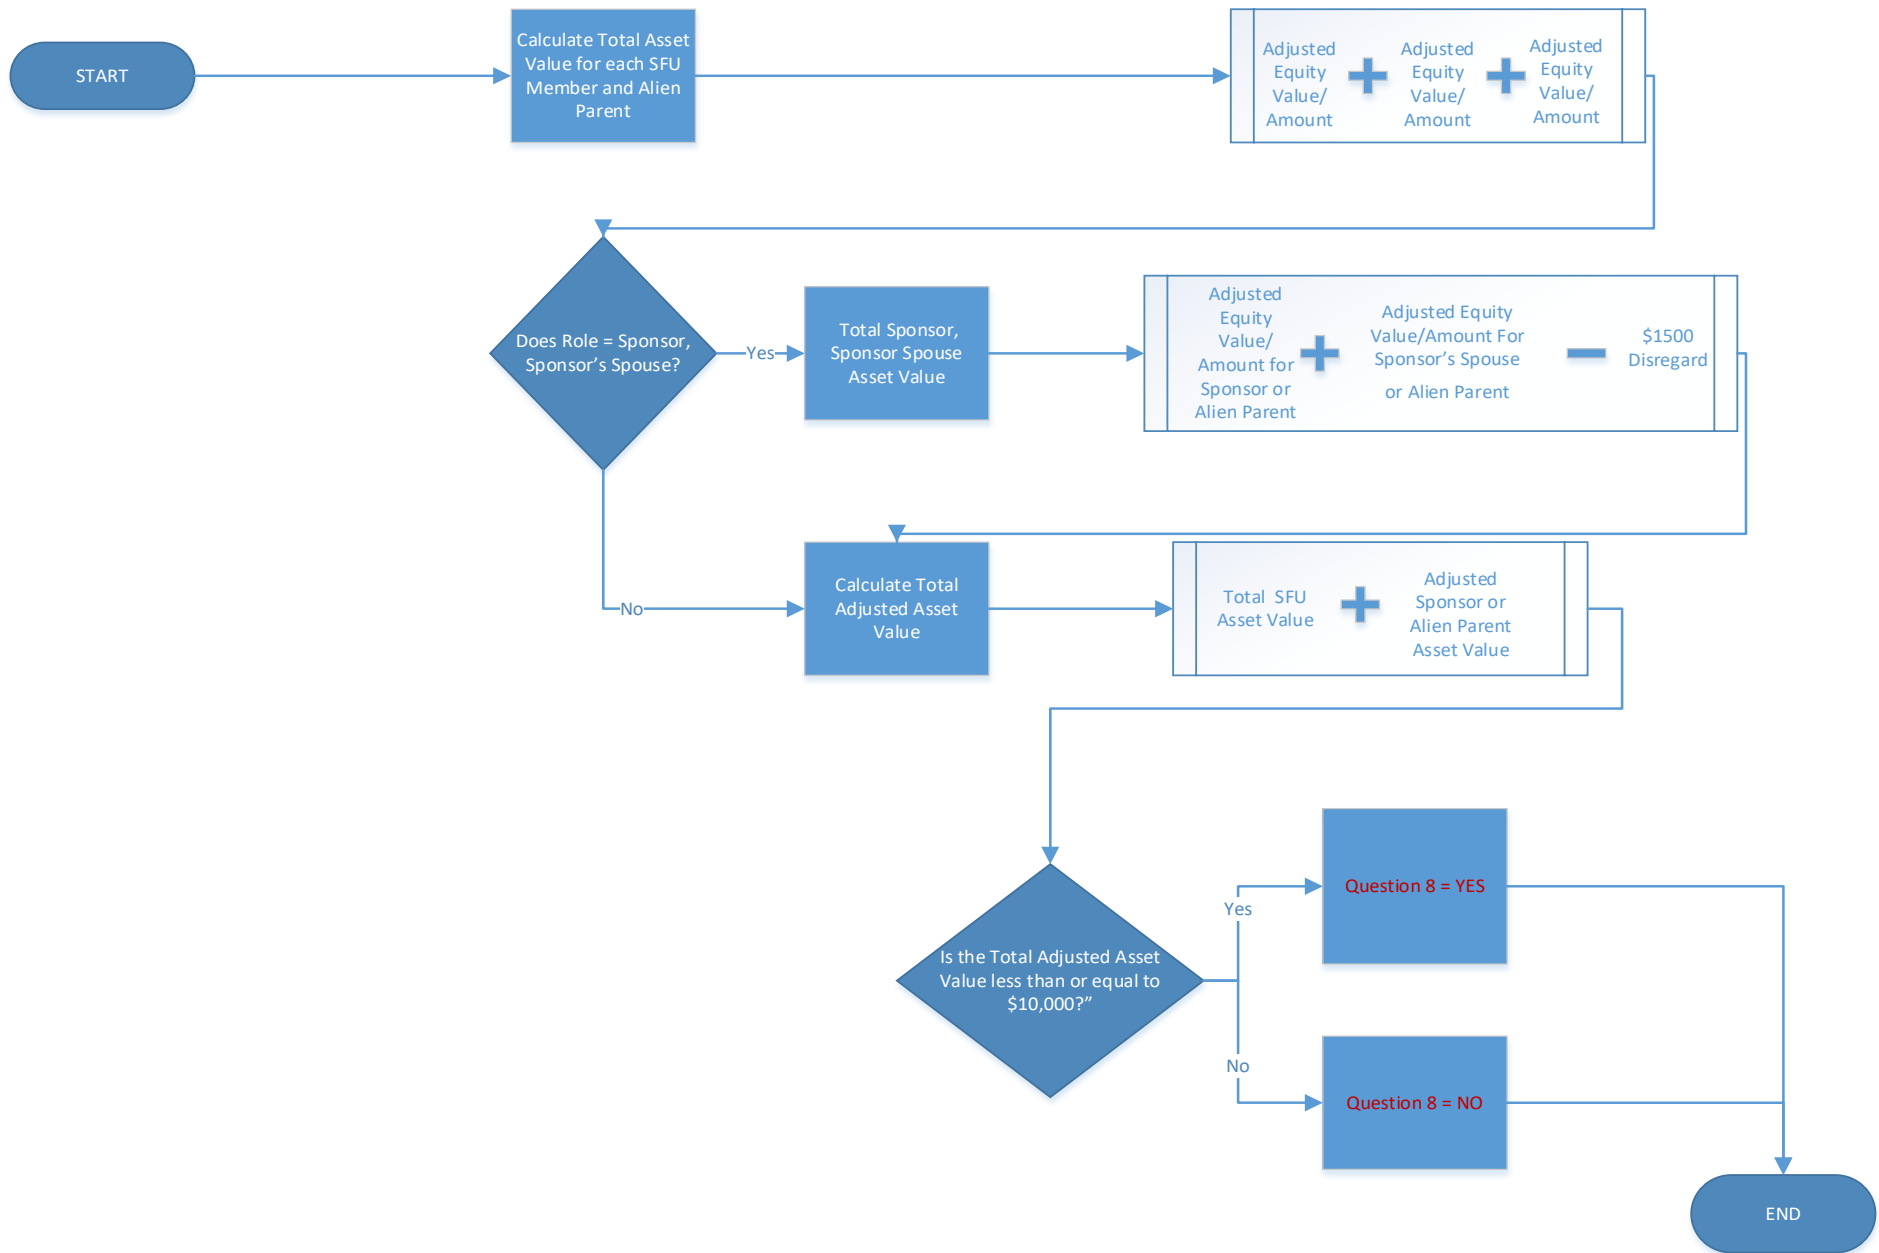 START
Calculate Total Asset
Value for each SFU
Member and Alien
Parent
Adjusted
Equity
Value/
Amount
Adjusted
Equity
Value/
Amount
Adjusted
Equity
Value/
Amount
Does Role = Sponsor,
Sponsor’s Spouse?
Yes
Total Sponsor,
Sponsor Spouse
Asset Value
Adjusted
Equity
Value/
Amount for
Sponsor or
Alien Parent
Adjusted Equity
Value/Amount For
Sponsor’s Spouse
or Alien Parent
$1500
Disregard
No
Calculate Total
Adjusted Asset
Value
Total SFU
Asset Value
Adjusted
Sponsor or
Alien Parent
Asset Value
Is the Total Adjusted Asset
Value less than or equal to
$10,000?”
Yes
Question 8 = YES
No
Question 8 = NO
END